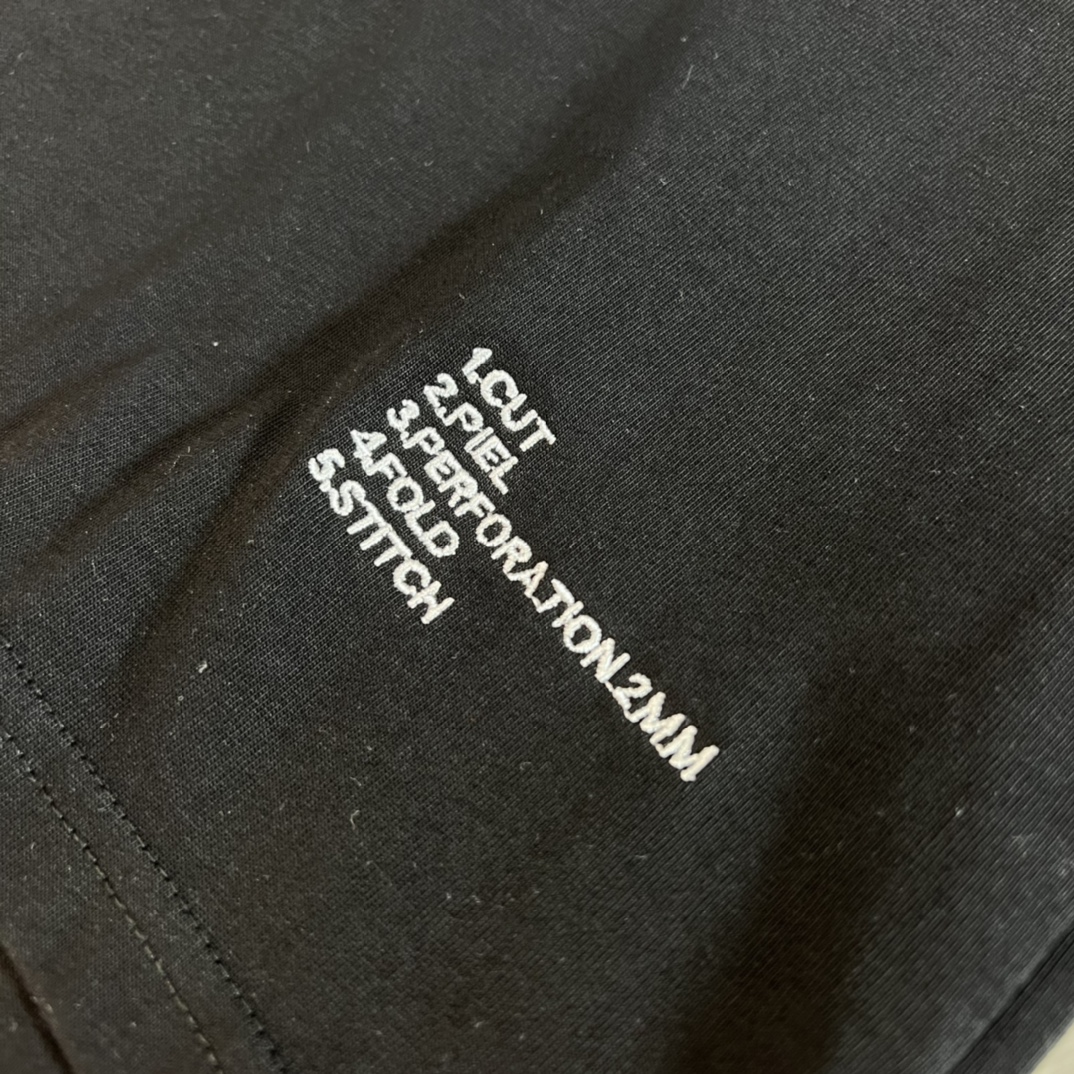 1.CUT
2.PIEL
3.PERFORATION.2MM
4.FOLD
5.STITCH